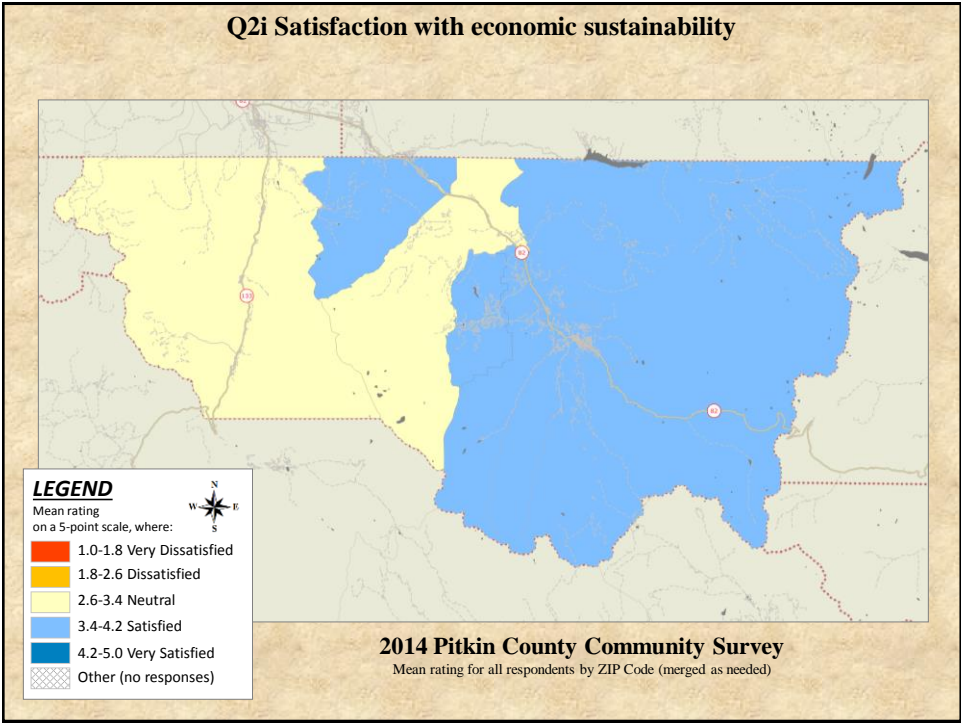 Q2i Satisfaction with economic sustainability
82
82
133
82
LEGEND
Mean rating
on a 5-point scale, where:
N
W E
S
1.0-1.8 Very Dissatisfied
1.8-2.6 Dissatisfied
2.6-3.4 Neutral
3.4-4.2 Satisfied
4.2-5.0 Very Satisfied
Other (no responses)
2014 Pitkin County Community Survey
Mean rating for all respondents by ZIP Code (merged as needed)